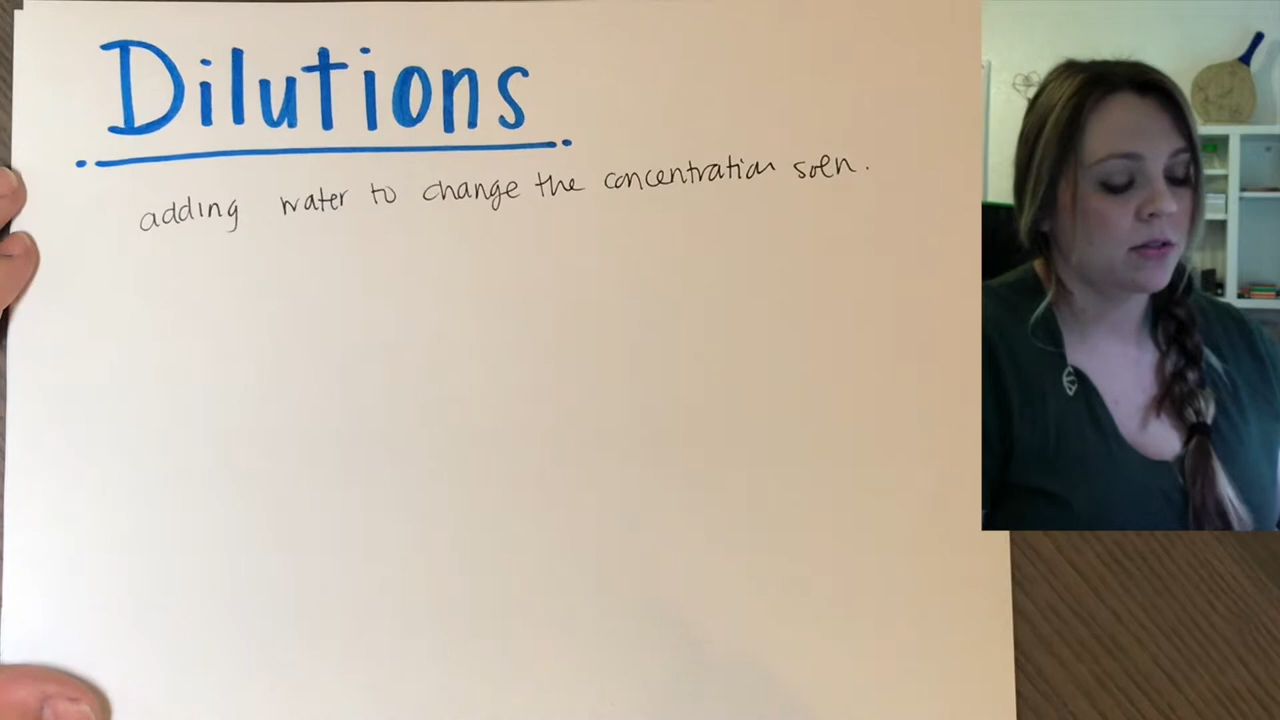 Dilutions
adding water to change the concentration soln.